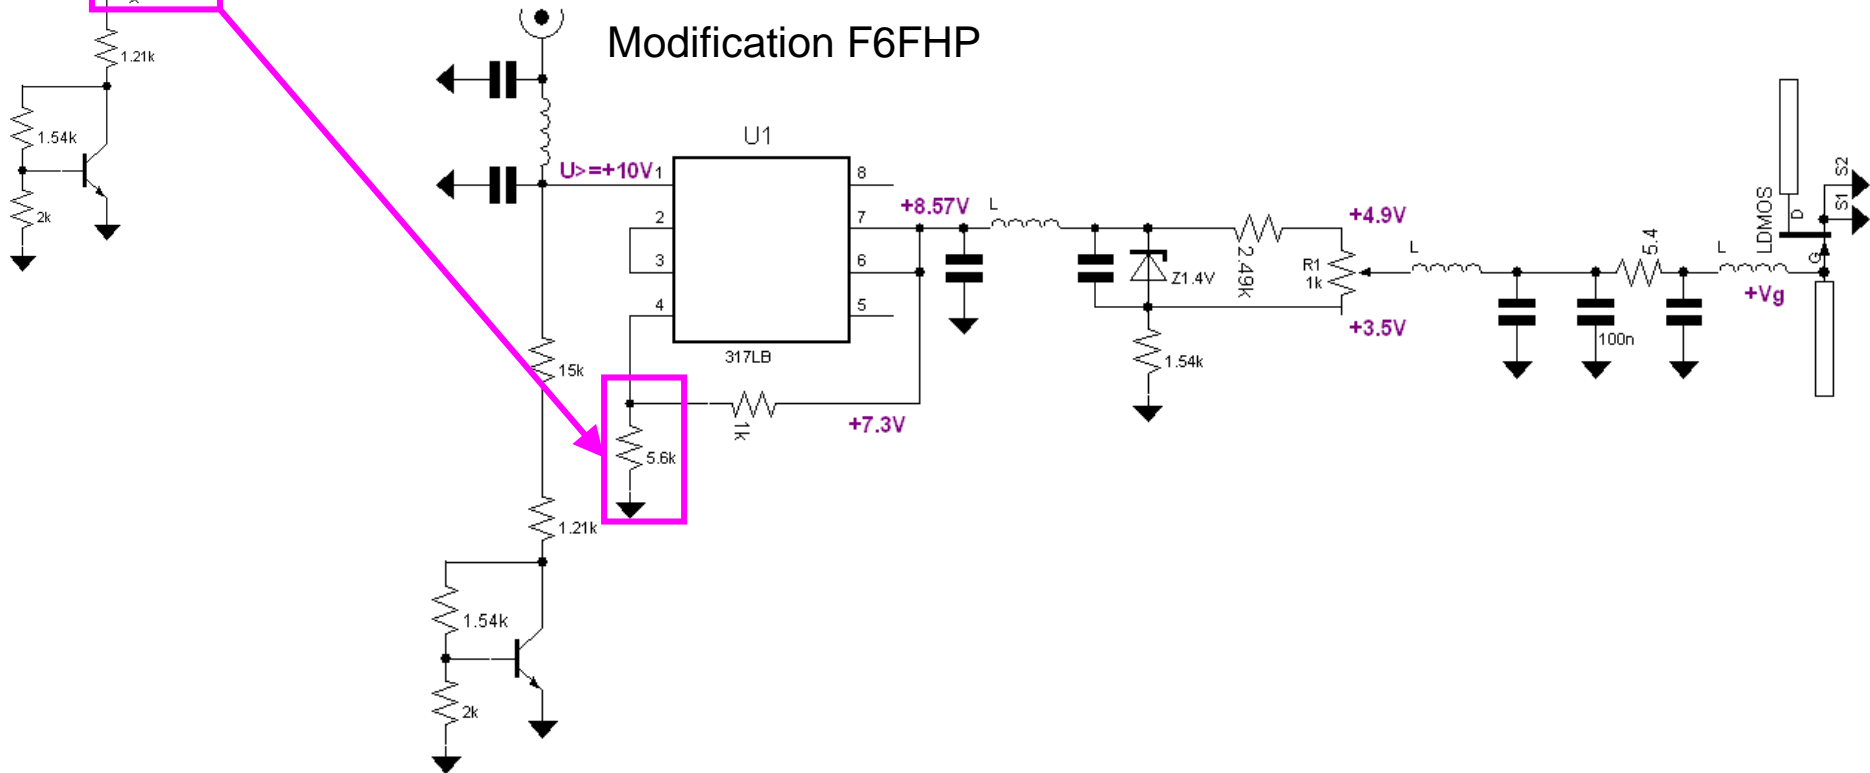 Modification F6FHP
1.21k
1.54k
2k
U1
U>=+10V
1
2
3
4
8
7
6
5
317LB
+8.57V
L
Z1.4V
2.49k
+4.9V
R1
1k
+3.5V
1.54k
L
100n
5.4
L
+Vg
LDMOS
D
G
S1
S2
15k
1k
+7.3V
5.6k
1.21k
1.54k
2k